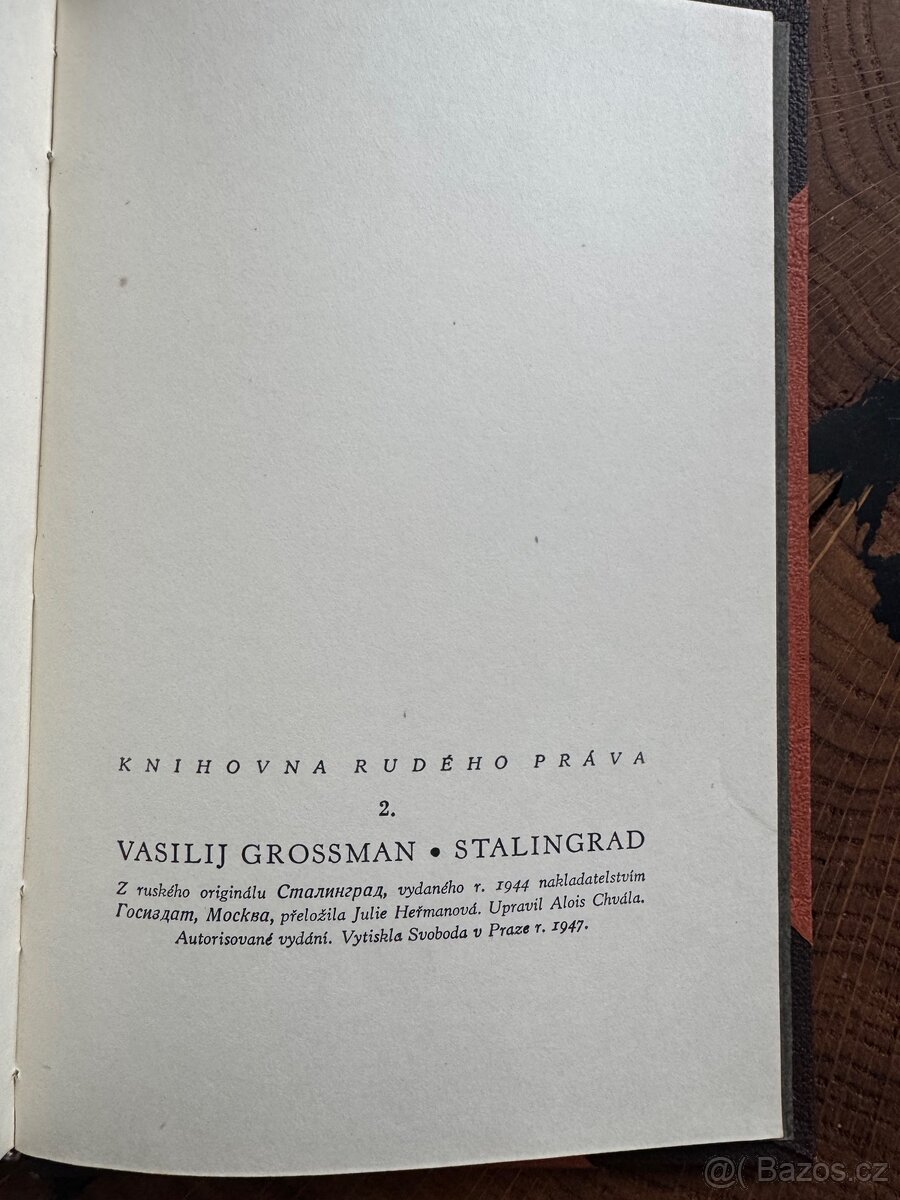 KNIHOVNA RUDÉHO PRÁVA
2.
VASILIJ GROSSMAN • STALINGRAD
Z ruského originálu Сталинград, vydaného r. 1944 nakladatelstvím
Госиздат, Москва, přeložila Julie Heřmanová. Upravil Alois Chvála.
Autorisované vydání. Vytiskla Svoboda v Praze r. 1947.
@( Bazoš.cz